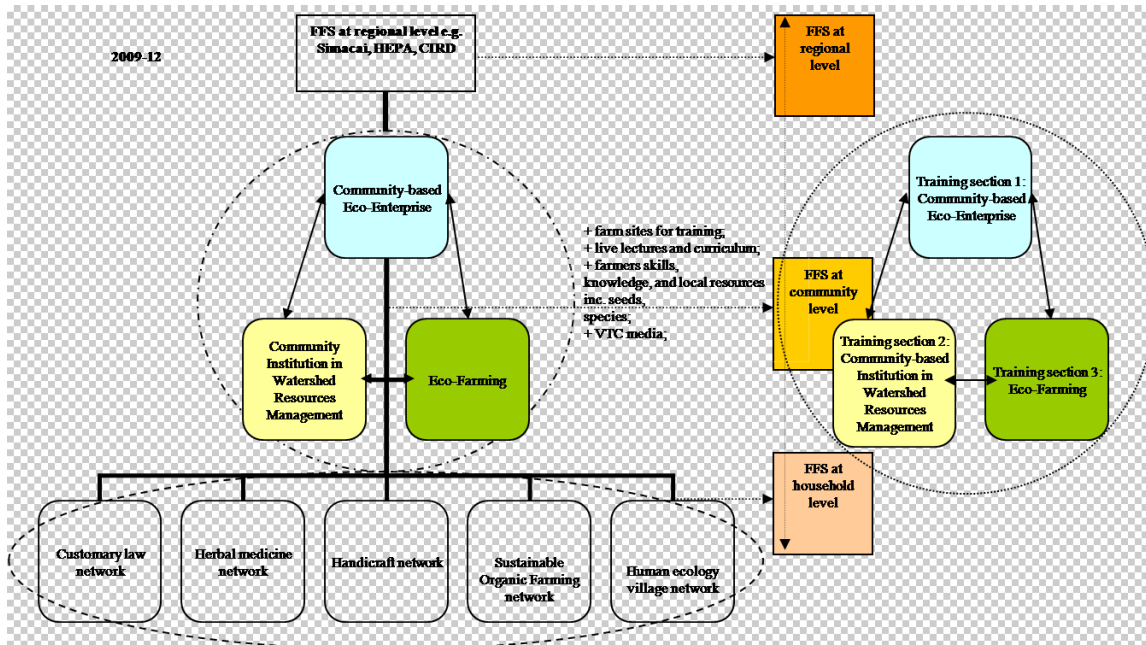 FFS at regional level e.g.
Simacai, HEPA, CIRD
2009-12
FFS at
regional
level
Community-based
Eco-Enterprise
Training section 1:
Community-based
Eco-Enterprise
+ farm sites for training;
+ live lectures and curriculum;
+ farmers skills,
knowledge, and local resources
inc. seeds,
species;
+ VTC media;
FFS at
community
level
Community
Institution in
Watershed
Resources
Management
Eco-Farming
Training section 2:
Community-based
Institution in
Watershed
Resources
Management
Training section 3:
Eco-Farming
FFS at
household
level
Customary law
network
Herbal medicine
network
Handicraft network
Sustainable
Organic Farming
network
Human ecology
village network